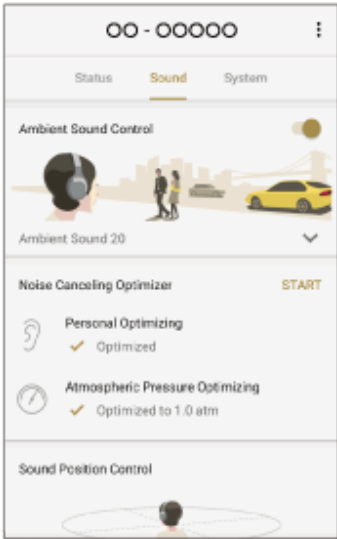 OO - OOOOO
Status Sound System
Ambient Sound Control
Ambient Sound 20
Noise Canceling Optimizer START
Personal Optimizing
Optimized
Atmospheric Pressure Optimizing
Optimized to 1.0 atm
Sound Position Control